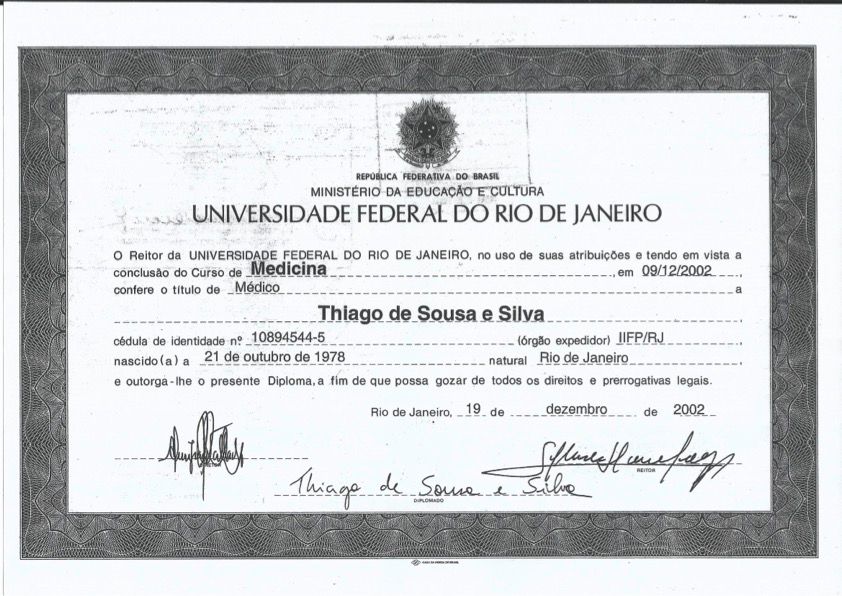 REPÚBLICA FEDERATIVA DO BRASIL
MINISTÉRIO DA EDUCAÇÃO E CULTURA
UNIVERSIDADE FEDERAL DO RIO DE JANEIRO
O Reitor da UNIVERSIDADE FEDERAL DO RIO DE JANEIRO, no uso de suas atribuições e tendo em vista a
conclusão do Curso de Medicina, em 09/12/2002,
confere o título de Médico a
Thiago de Sousa e Silva,
cédula de identidade nº 10894544-5 (órgão expedidor) IIFP/RJ
nascido(a) a 21 de outubro de 1978 natural Rio de Janeiro,
e outorga-lhe o presente Diploma, a fim de que possa gozar de todos os direitos e prerrogativas legais.
Rio de Janeiro, 19 de dezembro de 2002
REITOR
Thiago de Sousa e Silva
DIPLOMADO